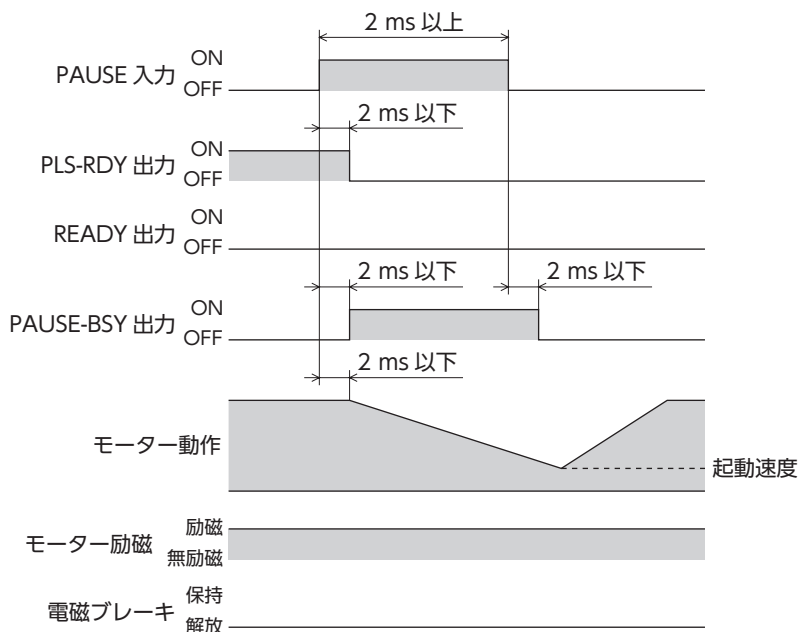 2 ms 以上
PAUSE 入力
ON
OFF
2 ms 以下
PLS-RDY 出力
ON
OFF
READY 出力
ON
OFF
2 ms 以下
2 ms 以下
PAUSE-BSY 出力
ON
OFF
2 ms 以下
モーター動作
起動速度
モーター励磁
励磁
無励磁
電磁ブレーキ
保持
解放